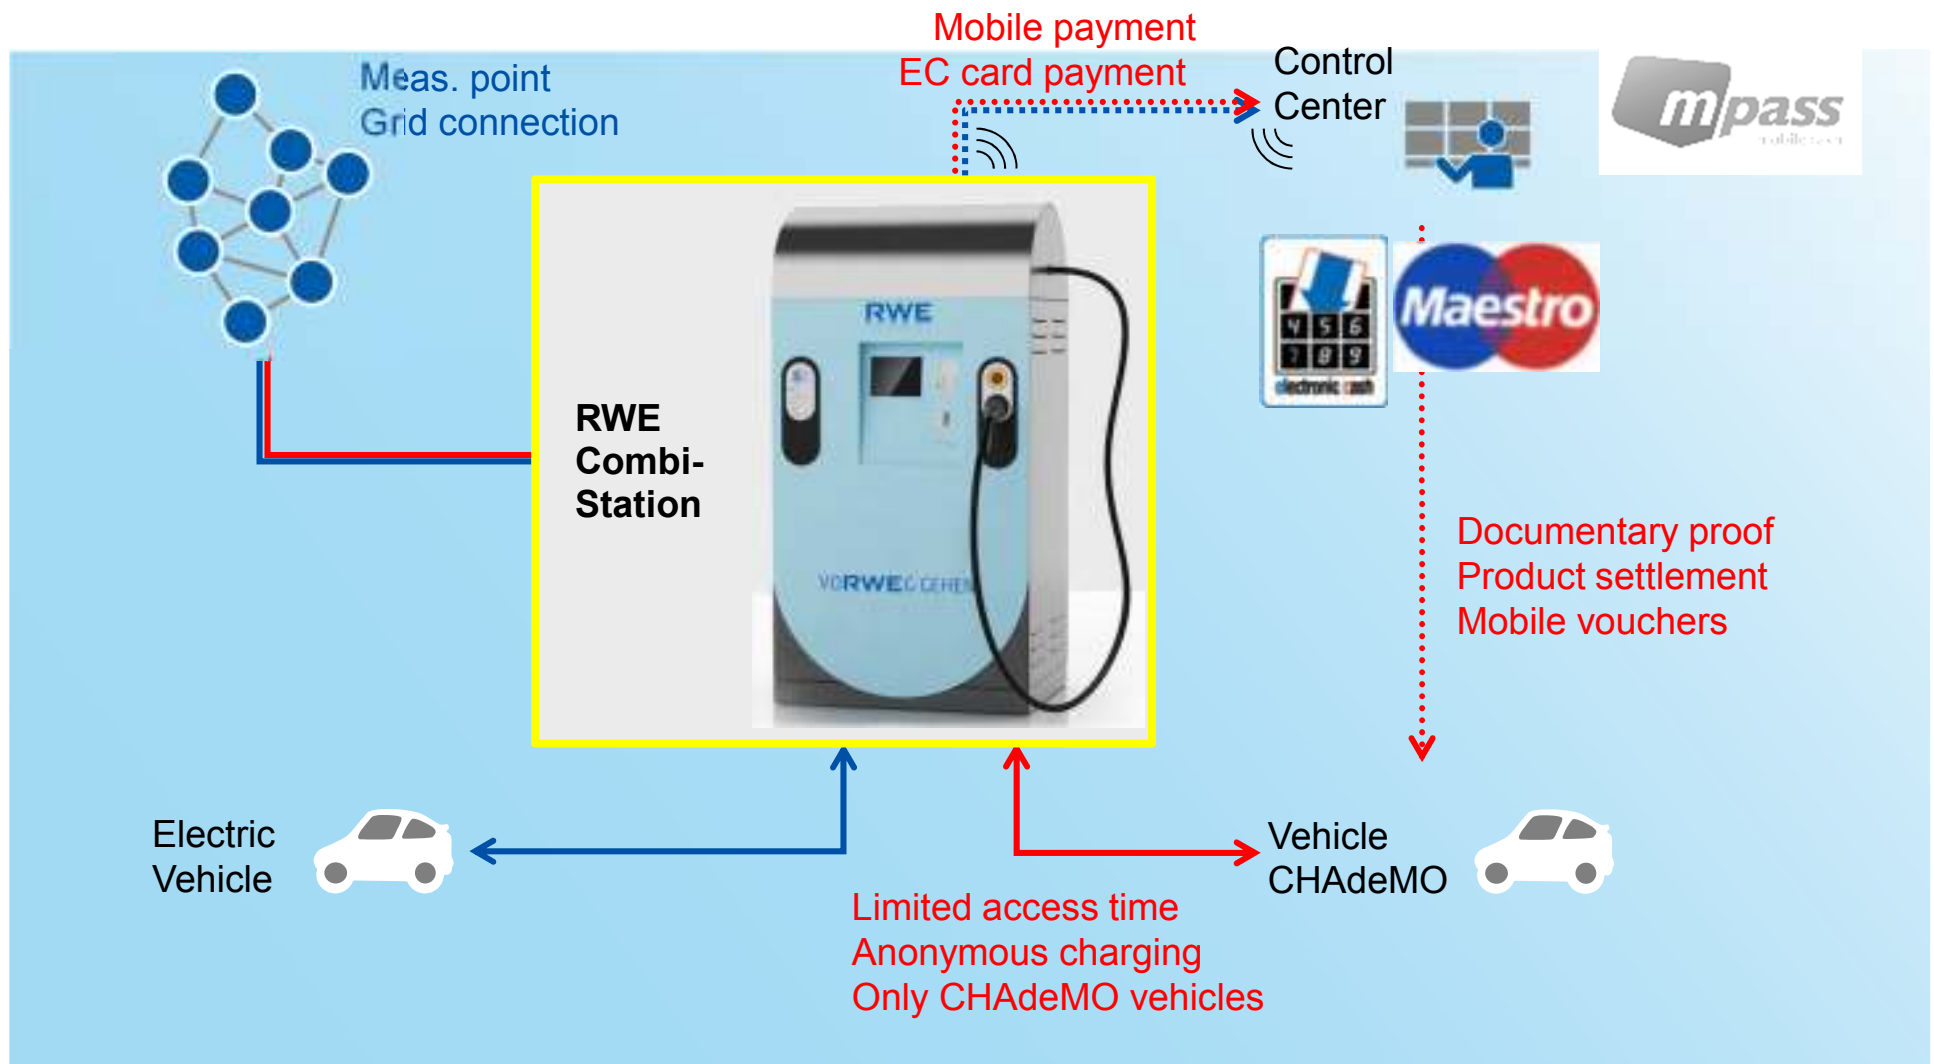 Mobile payment
EC card payment
Meas. point
Grid connection
Control
Center
mpass
RWE
4 5 6
7 8 9
electronic cash
Maestro
RWE
Combi-
Station
VORWEG GEHEN
Documentary proof
Product settlement
Mobile vouchers
Electric
Vehicle
Vehicle
CHAdeMO
Limited access time
Anonymous charging
Only CHAdeMO vehicles